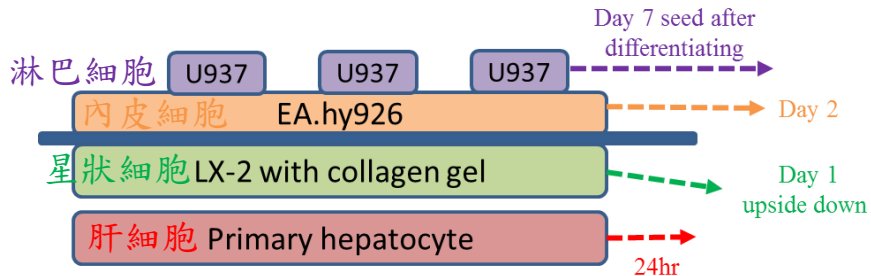 Day 7 seed after
differentiating
淋巴細胞 U937 U937 U937
內皮細胞 EA.hy926
Day 2
星狀細胞 LX-2 with collagen gel
Day 1
upside down
肝細胞 Primary hepatocyte
24hr